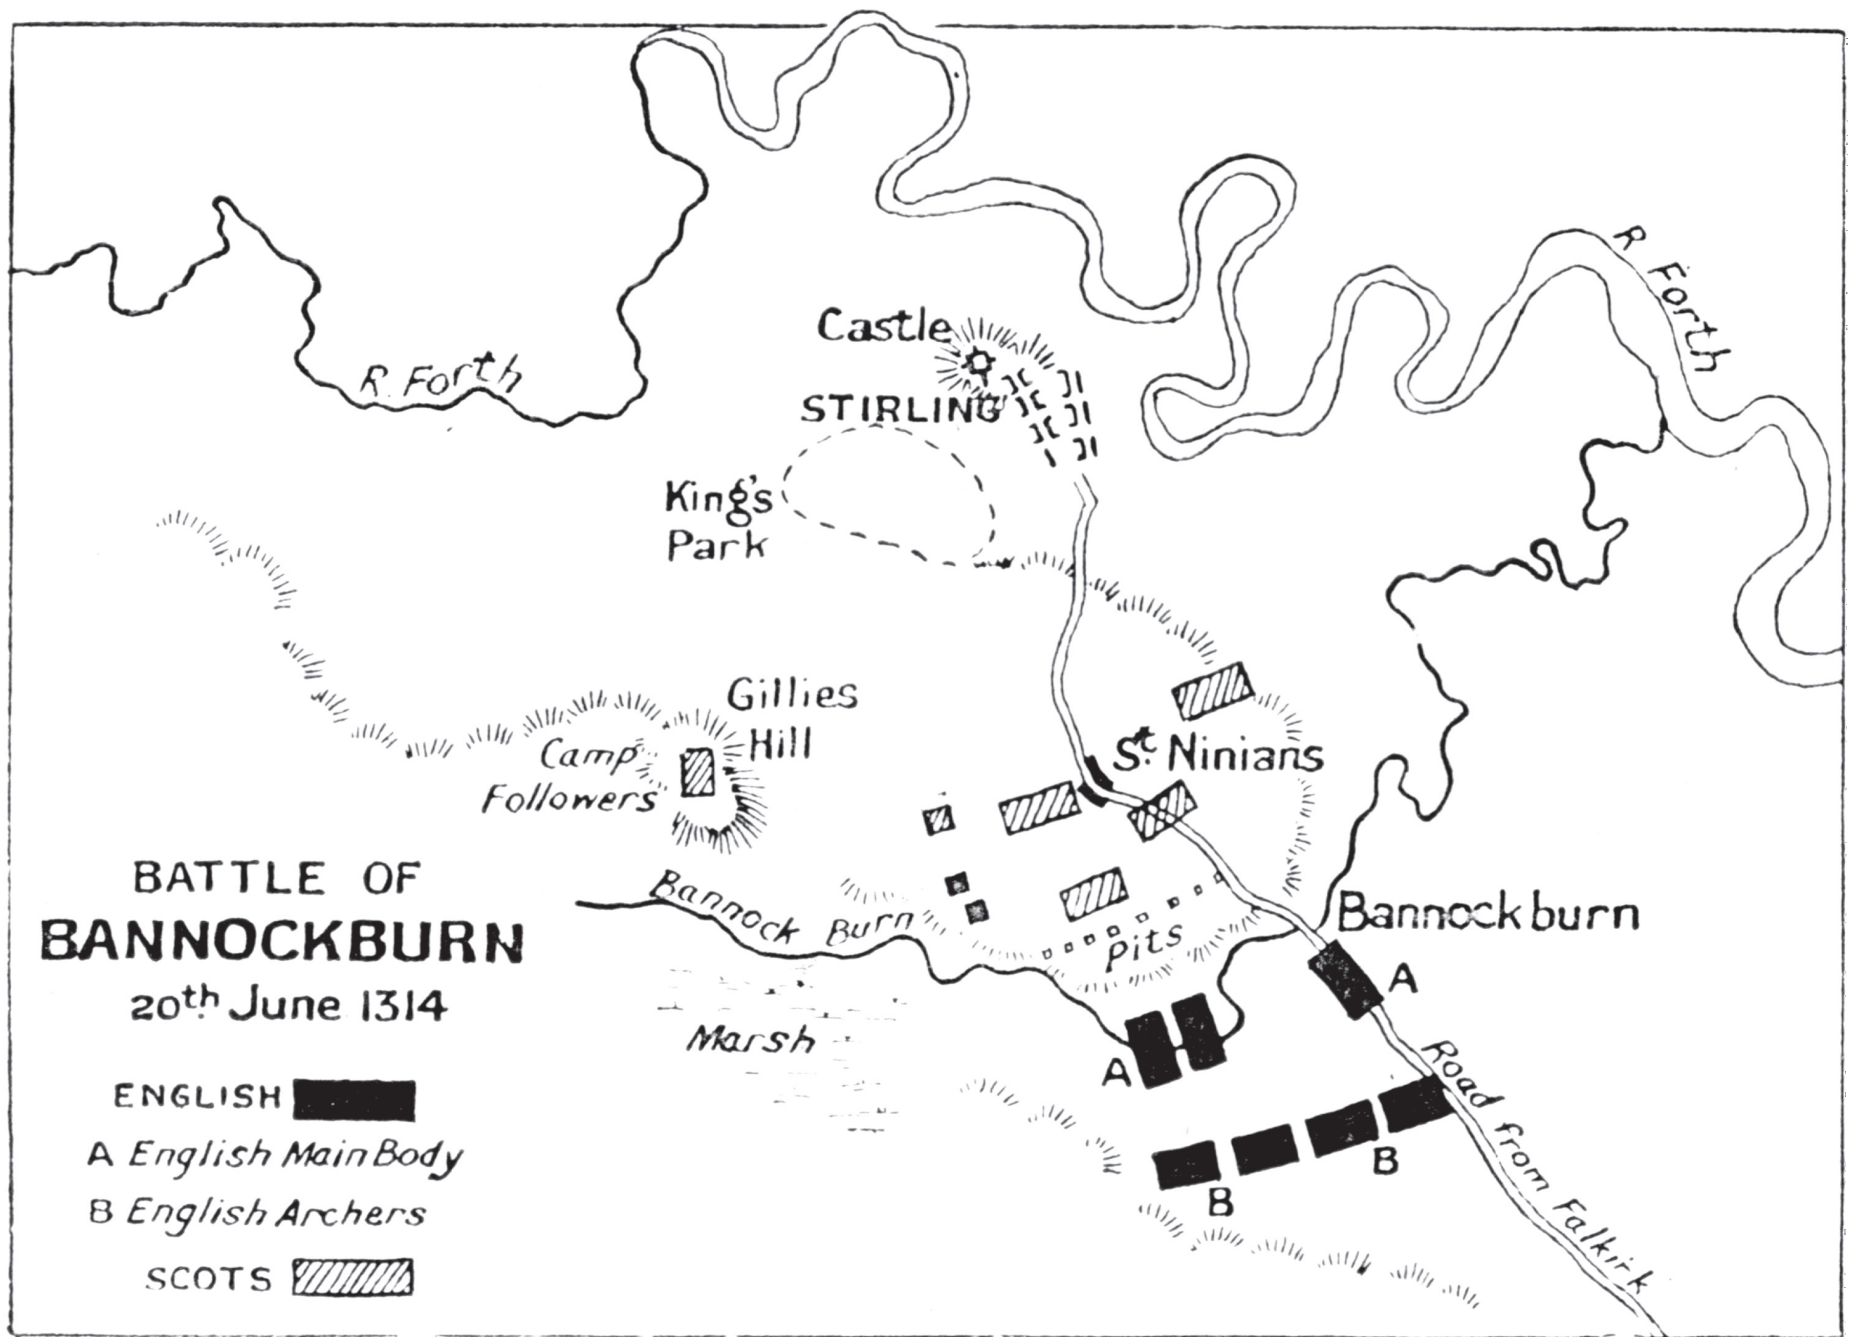 R. Forth
R Forth
Castle
STIRLING
King's
Park
Gillies
Hill
Camp
Followers
St. Ninians
Bannock Burn
Pits
Bannockburn
Marsh
A
A
B
B
Road from Falkirk
BATTLE OF
BANNOCKBURN
20th June 1314
ENGLISH
A English Main Body
B English Archers
SCOTS